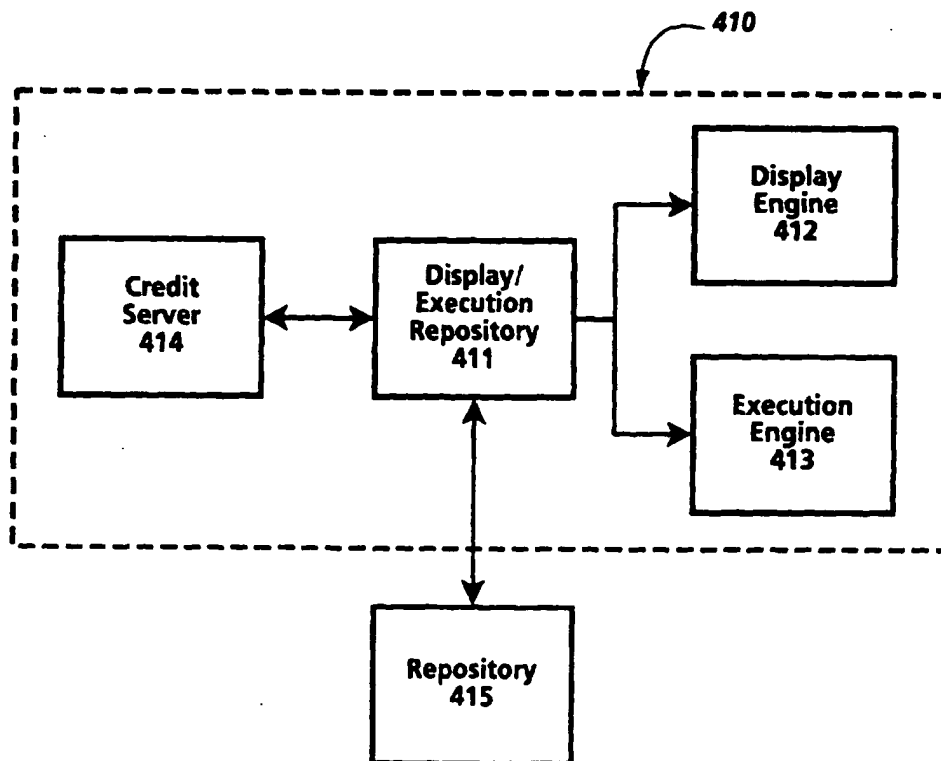 410
Display
Engine
412
Credit
Server
414
Display/
Execution
Repository
411
Execution
Engine
413
Repository
415